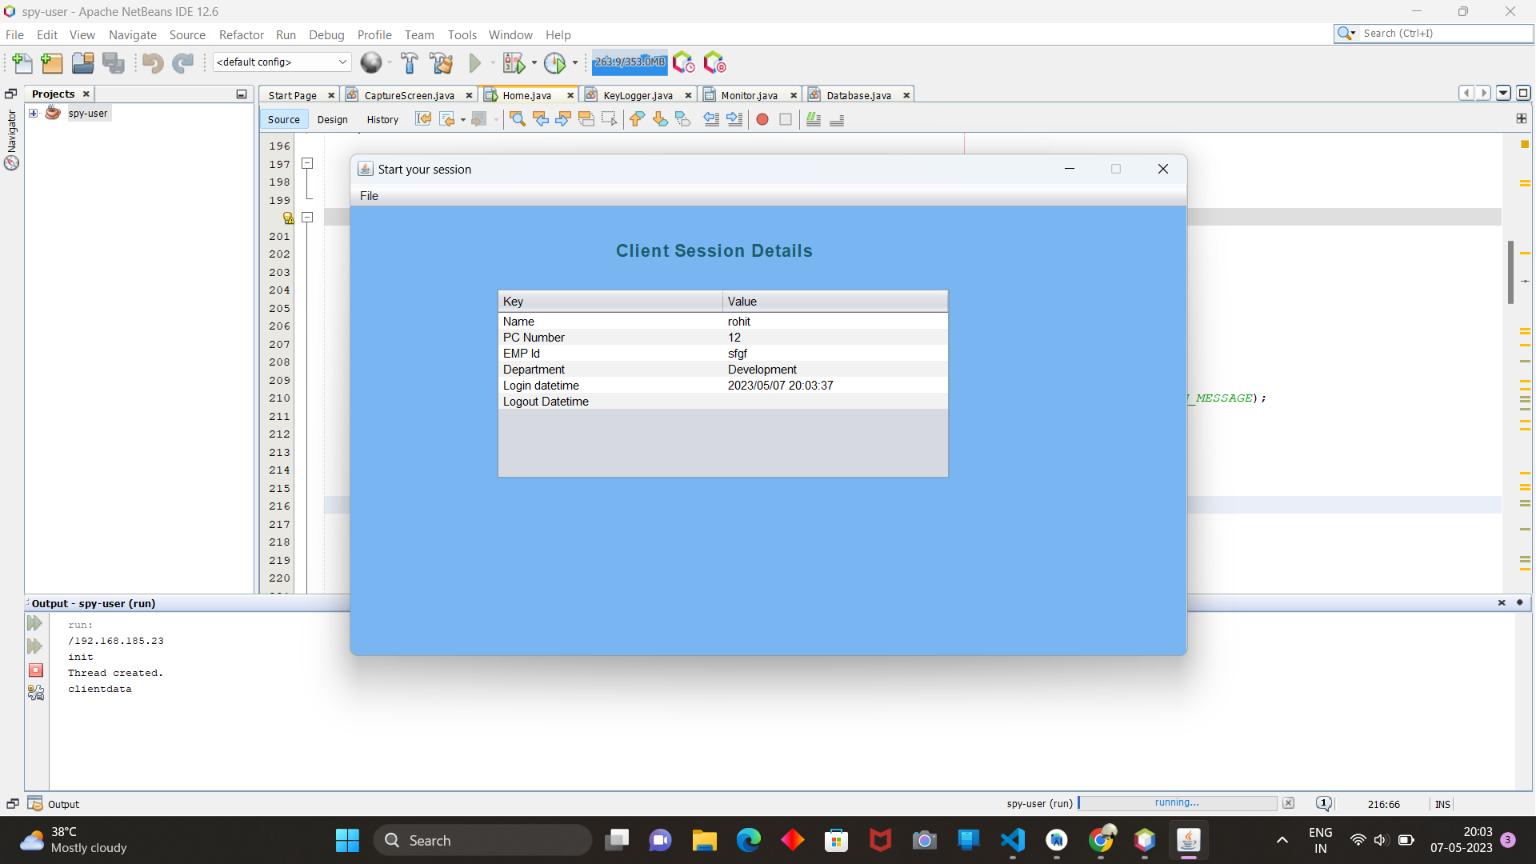 spy-user - Apache NetBeans IDE 12.6
File Edit View Navigate Source Refactor Run Debug Profile Team Tools Window Help
Search (Ctrl+I)
<default config>
263.9/353.0MB
Projects
Start Page CaptureScreen.java Home.java KeyLogger.java Monitor.java Database.java
Navigator
spy-user
Source Design History
196
197
198
199
201
202
203
204
205
206
207
208
209
210
_MESSAGE);
211
212
213
214
215
216
217
218
219
220
Start your session
File
Client Session Details
Key Value
Name rohit
PC Number 12
EMP Id sfgf
Department Development
Login datetime 2023/05/07 20:03:37
Logout Datetime
Output - spy-user (run)
run:
/192.168.185.23
init
Thread created.
clientdata
Output
spy-user (run) running... 1 216:66 INS
38°C
Mostly cloudy
Search
ENG
IN
20:03
07-05-2023
3